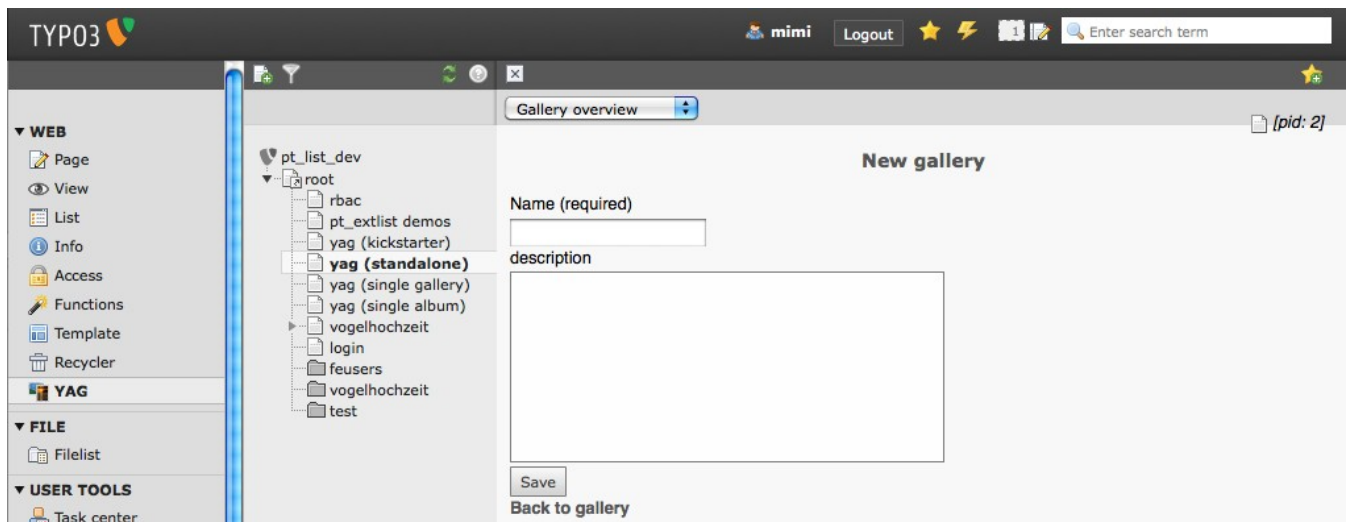 TYPO3
mimi
Logout
1
Enter search term
Gallery overview
[pid: 2]
WEB
Page
View
List
Info
Access
Functions
Template
Recycler
YAG
FILE
Filelist
USER TOOLS
Task center
pt_list_dev
root
rbac
pt_extlist demos
yag (kickstarter)
yag (standalone)
yag (single gallery)
yag (single album)
vogelhochzeit
login
feusers
vogelhochzeit
test
New gallery
Name (required)
description
Save
Back to gallery